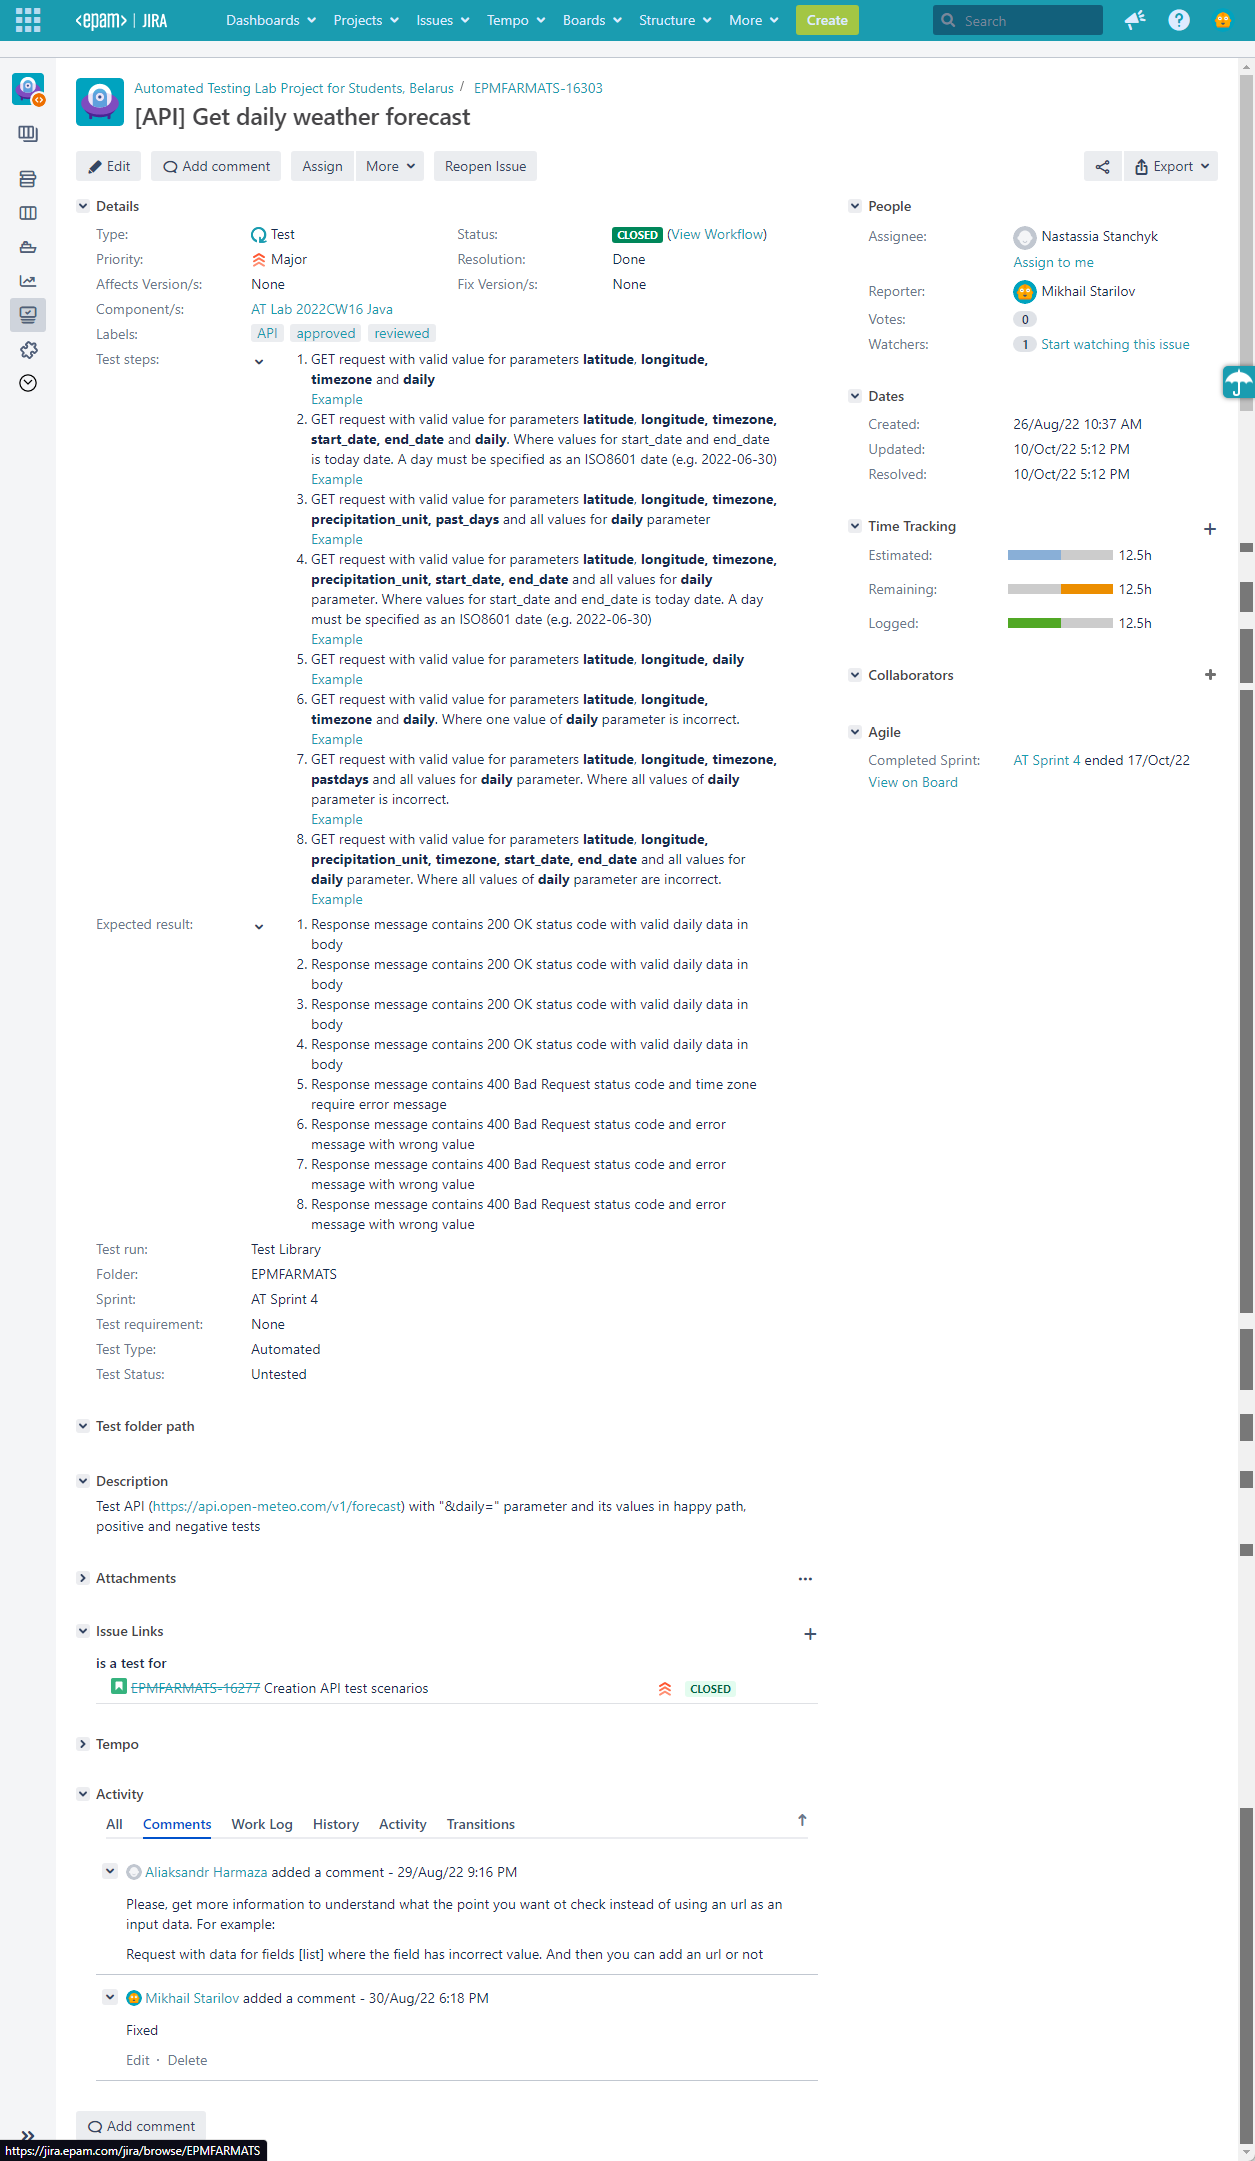 <epam> | JIRA Dashboards Projects Issues Tempo Boards Structure More Create Search
Automated Testing Lab Project for Students, Belarus / EPMFARMATS-16303
[API] Get daily weather forecast
Edit Add comment Assign More Reopen Issue Export
Details
Type: Test Status: CLOSED (View Workflow)
Priority: Major Resolution: Done
Affects Version/s: None Fix Version/s: None
Component/s: AT Lab 2022CW16 Java
Labels: API approved reviewed
Test steps: 1. GET request with valid value for parameters latitude, longitude,
timezone and daily
Example
2. GET request with valid value for parameters latitude, longitude, timezone,
start_date, end_date and daily. Where values for start_date and end_date
is today date. A day must be specified as an ISO8601 date (e.g. 2022-06-30)
Example
3. GET request with valid value for parameters latitude, longitude, timezone,
precipitation_unit, past_days and all values for daily parameter
Example
4. GET request with valid value for parameters latitude, longitude, timezone,
precipitation_unit, start_date, end_date and all values for daily
parameter. Where values for start_date and end_date is today date. A day
must be specified as an ISO8601 date (e.g. 2022-06-30)
Example
5. GET request with valid value for parameters latitude, longitude, daily
Example
6. GET request with valid value for parameters latitude, longitude,
timezone and daily. Where one value of daily parameter is incorrect.
Example
7. GET request with valid value for parameters latitude, longitude, timezone,
pastdays and all values for daily parameter. Where all values of daily
parameter is incorrect.
Example
8. GET request with valid value for parameters latitude, longitude,
precipitation_unit, timezone, start_date, end_date and all values for
daily parameter. Where all values of daily parameter are incorrect.
Example
Expected result: 1. Response message contains 200 OK status code with valid daily data in
body
2. Response message contains 200 OK status code with valid daily data in
body
3. Response message contains 200 OK status code with valid daily data in
body
4. Response message contains 200 OK status code with valid daily data in
body
5. Response message contains 400 Bad Request status code and time zone
require error message
6. Response message contains 400 Bad Request status code and error
message with wrong value
7. Response message contains 400 Bad Request status code and error
message with wrong value
8. Response message contains 400 Bad Request status code and error
message with wrong value
Test run: Test Library
Folder: EPMFARMATS
Sprint: AT Sprint 4
Test requirement: None
Test Type: Automated
Test Status: Untested
Test folder path
Description
Test API (https://api.open-meteo.com/v1/forecast) with "&daily=" parameter and its values in happy path,
positive and negative tests
Attachments
Issue Links
is a test for
EPMFARMATS-16277 Creation API test scenarios CLOSED
Tempo
Activity
All Comments Work Log History Activity Transitions
Aliaksandr Harmaza added a comment - 29/Aug/22 9:16 PM
Please, get more information to understand what the point you want ot check instead of using an url as an
input data. For example:
Request with data for fields [list] where the field has incorrect value. And then you can add an url or not
Mikhail Starilov added a comment - 30/Aug/22 6:18 PM
Fixed
Edit · Delete
Add comment
https://jira.epam.com/jira/browse/EPMFARMATS
People
Assignee: Nastassia Stanchyk
Assign to me
Reporter: Mikhail Starilov
Votes: 0
Watchers: 1 Start watching this issue
Dates
Created: 26/Aug/22 10:37 AM
Updated: 10/Oct/22 5:12 PM
Resolved: 10/Oct/22 5:12 PM
Time Tracking
Estimated: 12.5h
Remaining: 12.5h
Logged: 12.5h
Collaborators
Agile
Completed Sprint: AT Sprint 4 ended 17/Oct/22
View on Board